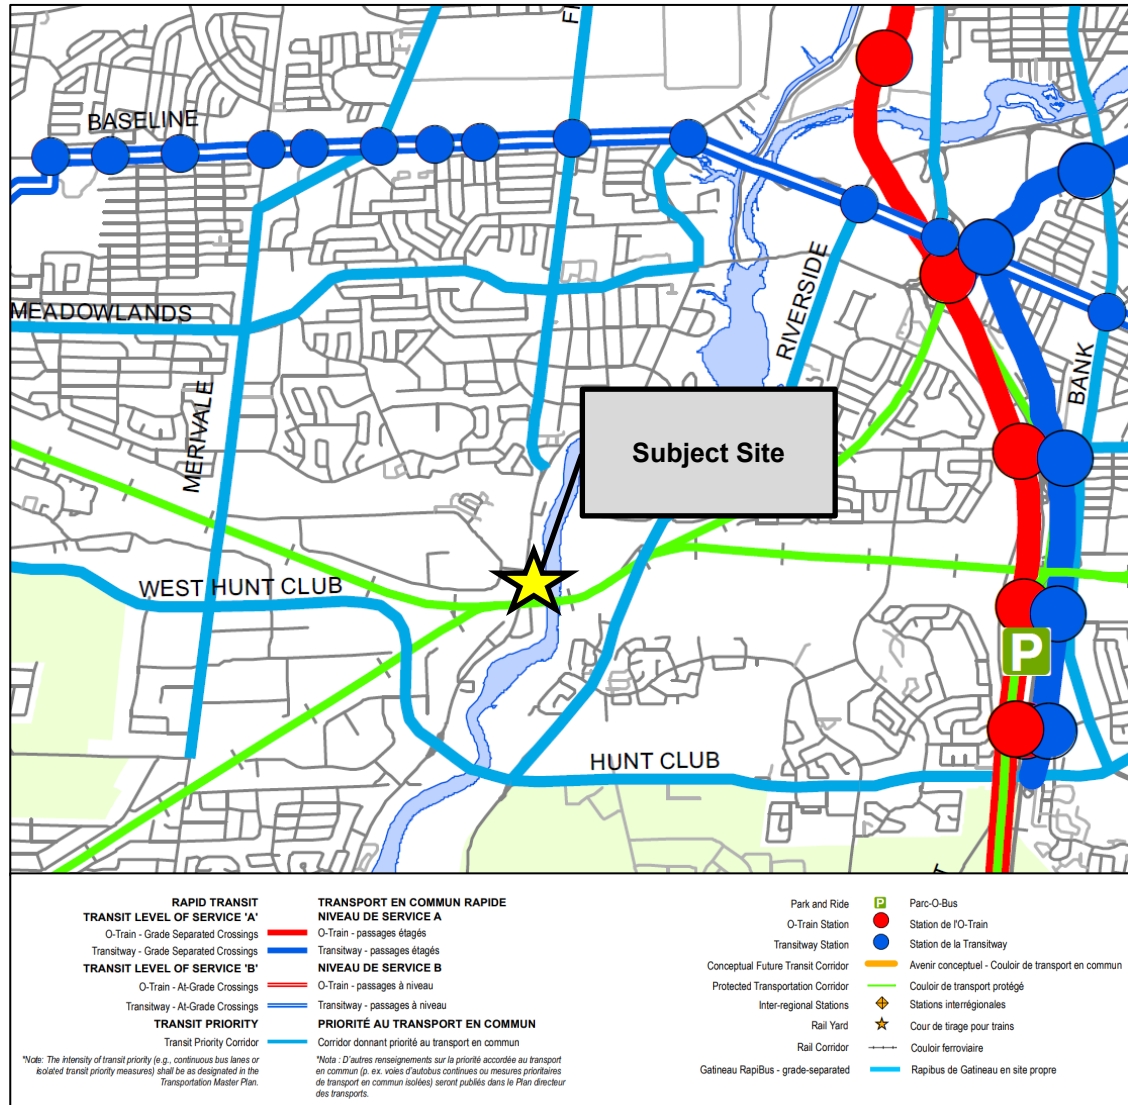 FI
BASELINE
RIVERSIDE
MEADOWLANDS
BANK
MERIVALE
Subject Site
WEST HUNT CLUB
P
HUNT CLUB
RAPID TRANSIT
TRANSIT LEVEL OF SERVICE 'A'
O-Train - Grade Separated Crossings
Transitway - Grade Separated Crossings
TRANSIT LEVEL OF SERVICE 'B'
O-Train - At-Grade Crossings
Transitway - At-Grade Crossings
TRANSIT PRIORITY
Transit Priority Corridor
*Note: The intensity of transit priority (e.g., continuous bus lanes or
isolated transit priority measures) shall be as designated in the
Transportation Master Plan.
TRANSPORT EN COMMUN RAPIDE
NIVEAU DE SERVICE A
O-Train - passages étagés
Transitway - passages étagés
NIVEAU DE SERVICE B
O-Train - passages à niveau
Transitway - passages à niveau
PRIORITÉ AU TRANSPORT EN COMMUN
Corridor donnant priorité au transport en commun
*Nota : D'autres renseignements sur la priorité accordée au transport
en commun (p. ex. voies d'autobus continues ou mesures prioritaires
de transport en commun isolées) seront publiés dans le Plan directeur
des transports.
Park and Ride P Parc-O-Bus
O-Train Station Station de l'O-Train
Transitway Station Station de la Transitway
Conceptual Future Transit Corridor Avenir conceptuel - Couloir de transport en commun
Protected Transportation Corridor Couloir de transport protégé
Inter-regional Stations Stations interrégionales
Rail Yard Cour de tirage pour trains
Rail Corridor Couloir ferroviaire
Gatineau RapiBus - grade-separated Rapibus de Gatineau en site propre